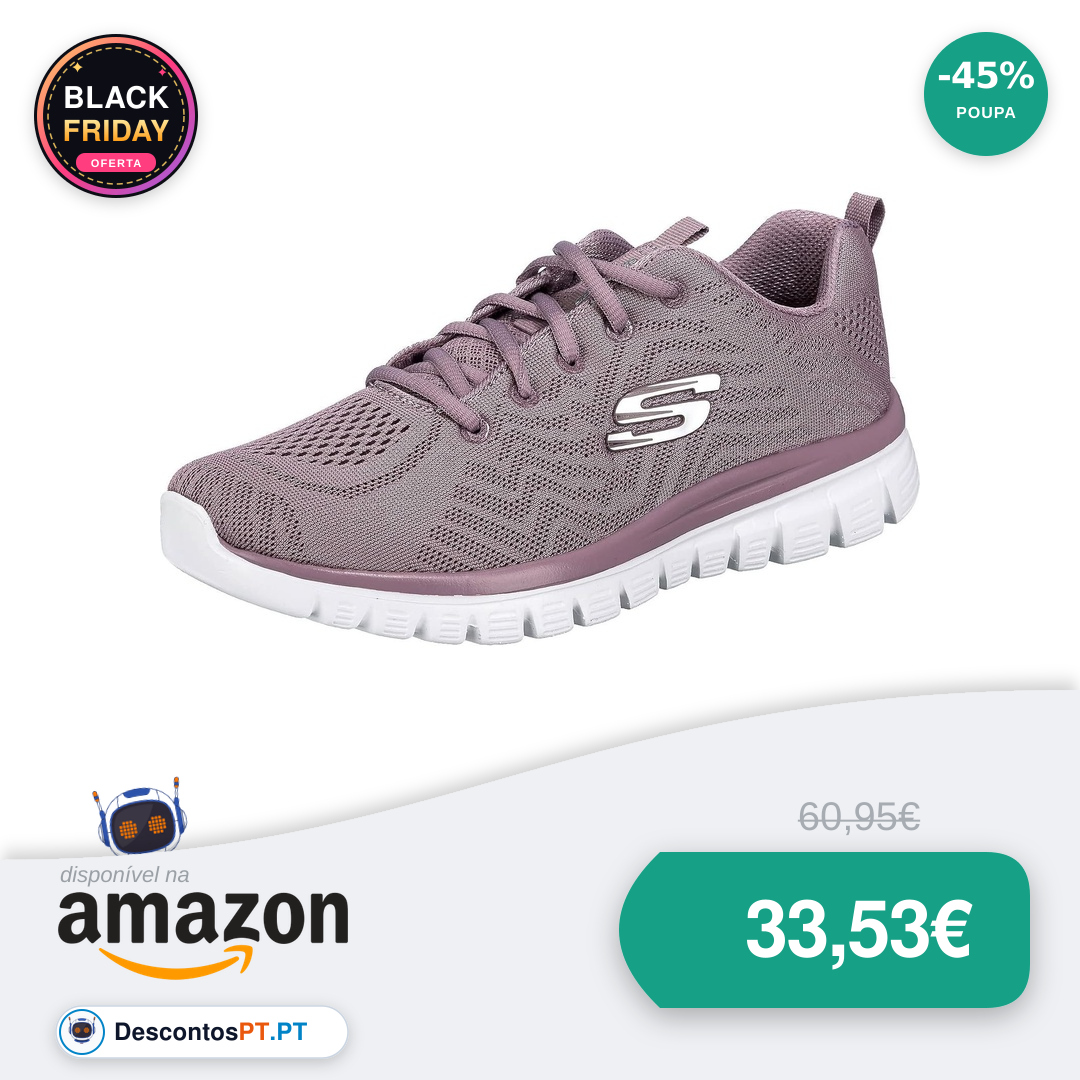 BLACK
FRIDAY
OFERTA
-45%
POUPA
S
60,95€
33,53€
disponível na
amazon
DescontosPT.PT